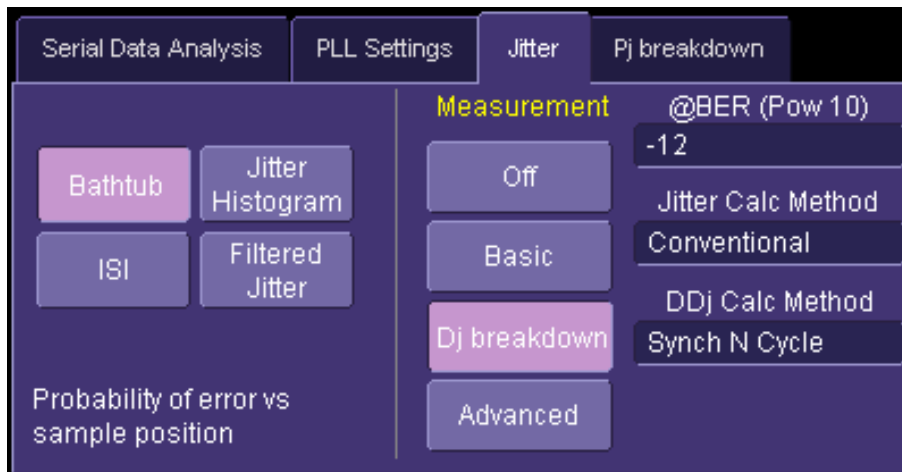 Serial Data Analysis
PLL Settings
Jitter
Pj breakdown
Bathtub
Jitter
Histogram
ISI
Filtered
Jitter
Probability of error vs
sample position
Measurement
Off
Basic
Dj breakdown
Advanced
@BER (Pow 10)
-12
Jitter Calc Method
Conventional
DDj Calc Method
Synch N Cycle